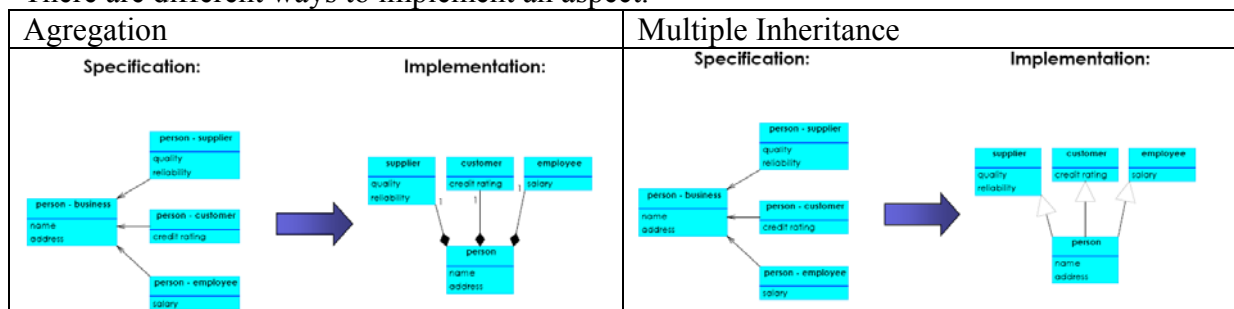 There are different ways to implement an aspect.
Agregation
Multiple Inheritance
Specification:
Implementation:
person - supplier
quality
reliability
person - business
name
address
person - customer
credit rating
person - employee
salary
supplier
quality
reliability
customer
credit rating
employee
salary
1
1
1
person
name
address
Specification:
Implementation:
person - supplier
quality
reliability
person - business
name
address
person - customer
credit rating
person - employee
salary
supplier
quality
reliability
customer
credit rating
employee
salary
person
name
address